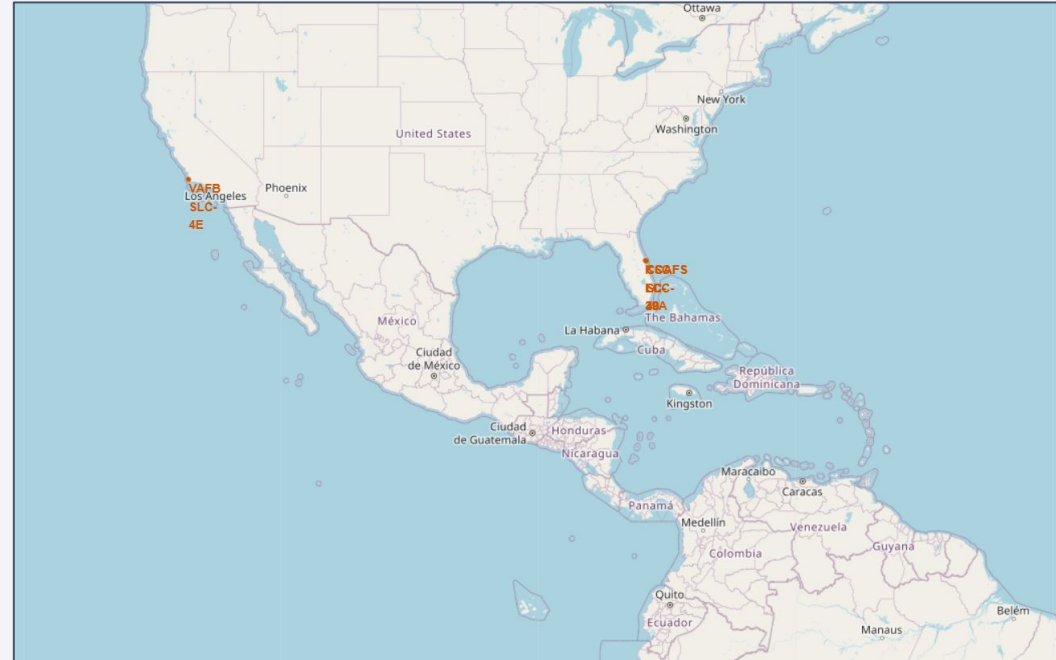 Ottawa
New York
Washington
United States
VAFB
Los Angeles
SLC-
4E
Phoenix
The Bahamas
México
La Habana
Cuba
Ciudad
de México
República
Dominicana
Kingston
Ciudad
de Guatemala
Honduras
Nicaragua
Maracaibo
Caracas
Panamá
Medellín
Venezuela
Guyana
Colombia
Quito
Ecuador
Belém
Manaus